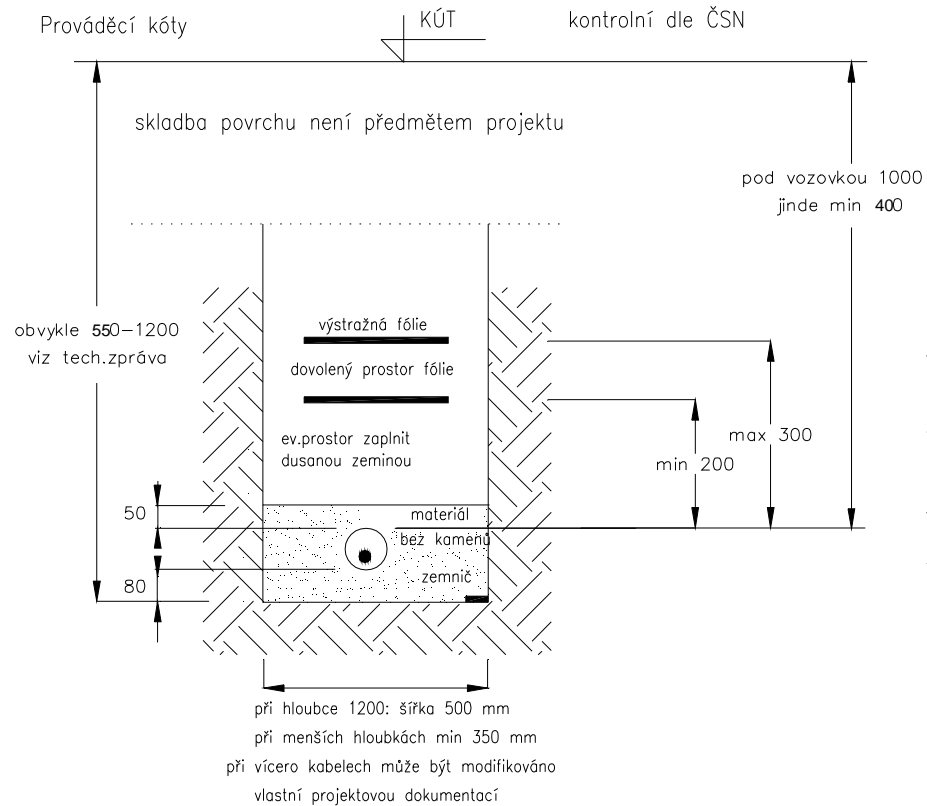 Prováděcí kóty
KÚT
kontrolní dle ČSN
skladba povrchu není předmětem projektu
pod vozovkou 1000
jinde min 400
obvykle 550-1200
viz tech.zpráva
výstražná fólie
dovolený prostor fólie
ev.prostor zaplnit
dusanou zeminou
max 300
min 200
50
materiál
bez kamenů
80
zemnič
při hloubce 1200: šířka 500 mm
při menších hloubkách min 350 mm
při vícero kabelech může být modifikováno
vlastní projektovou dokumentací